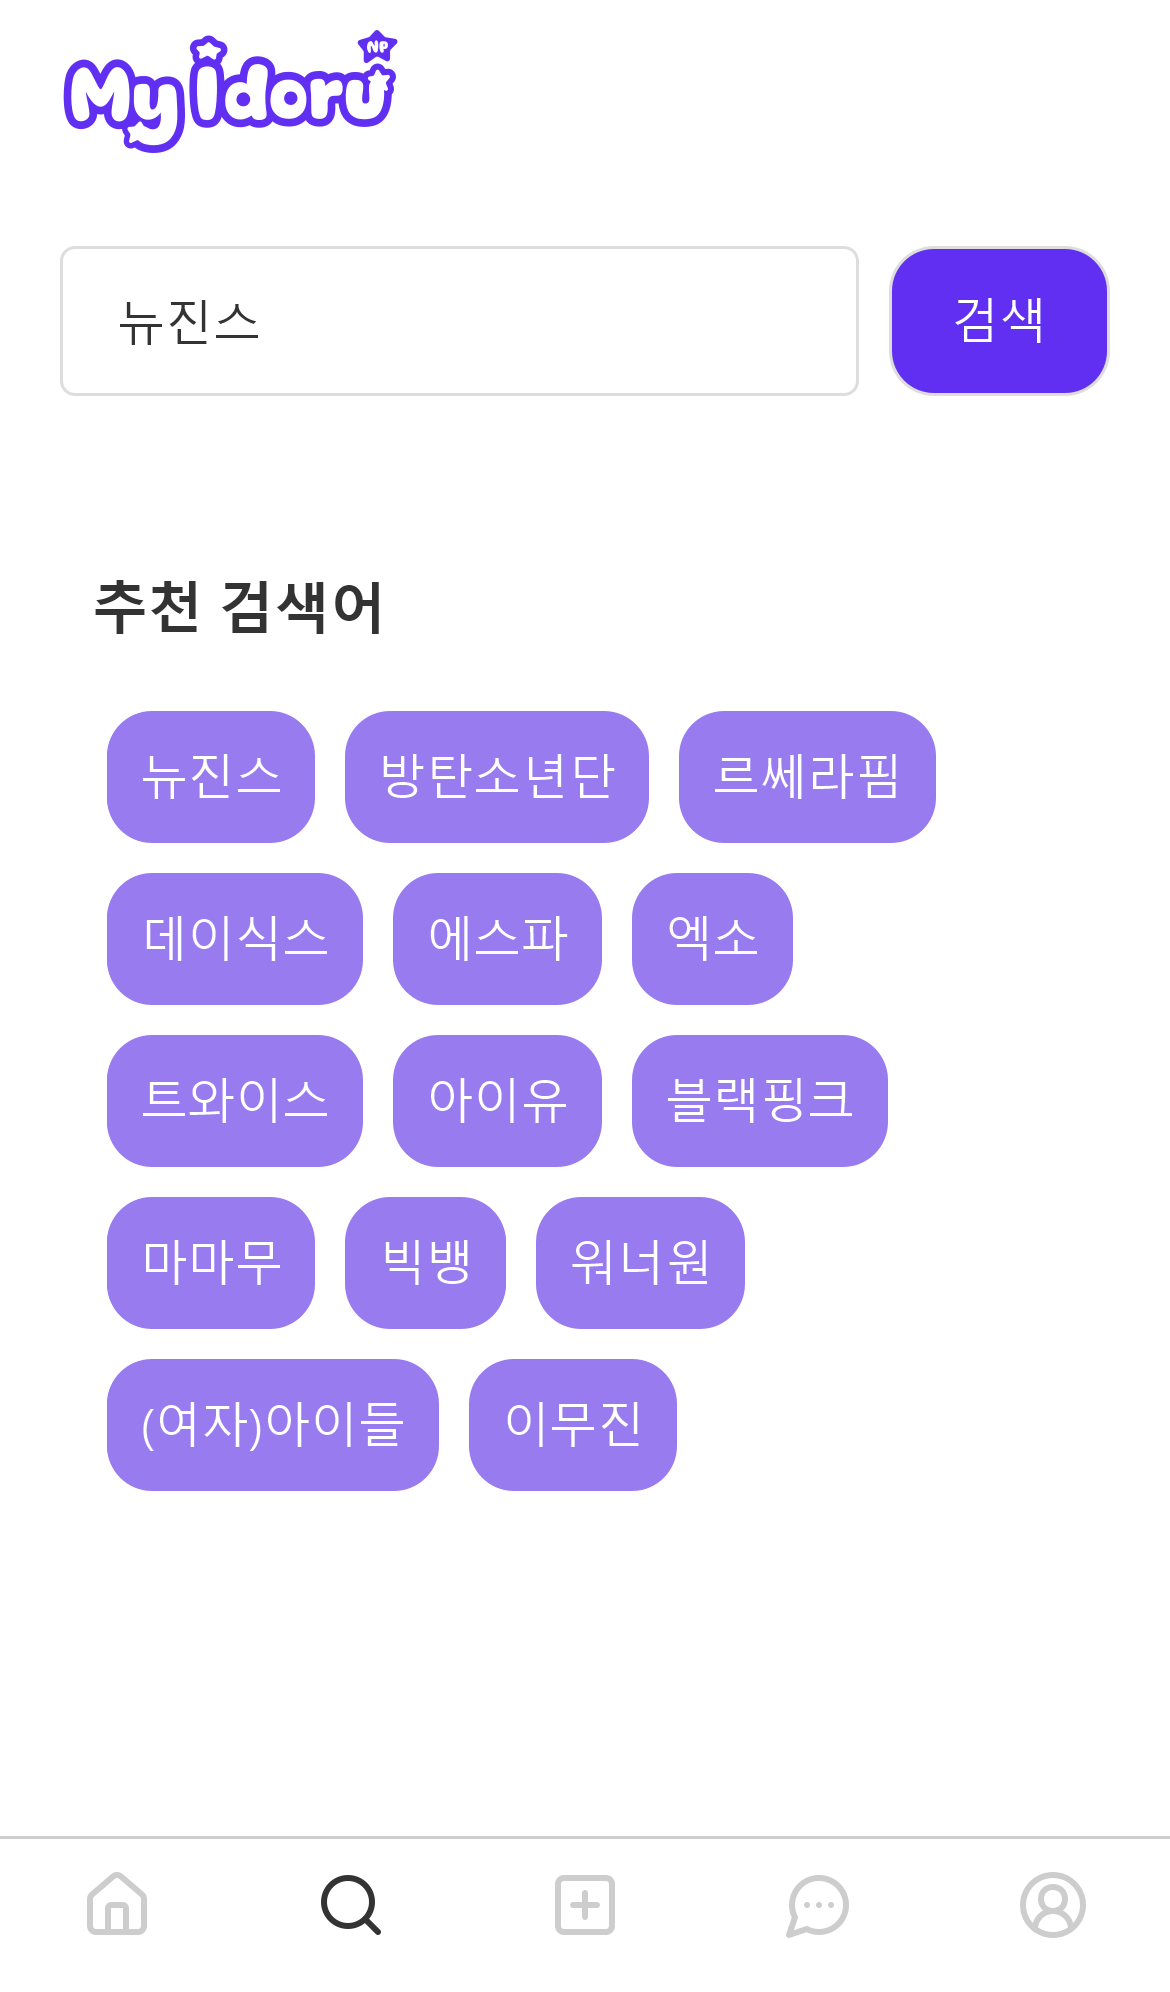 My idoru NP
뉴진스 검색
추천 검색어
뉴진스 방탄소년단 르쎄라핌
데이식스 에스파 엑소
트와이스 아이유 블랙핑크
마마무 빅뱅 워너원
(여자)아이들 이무진